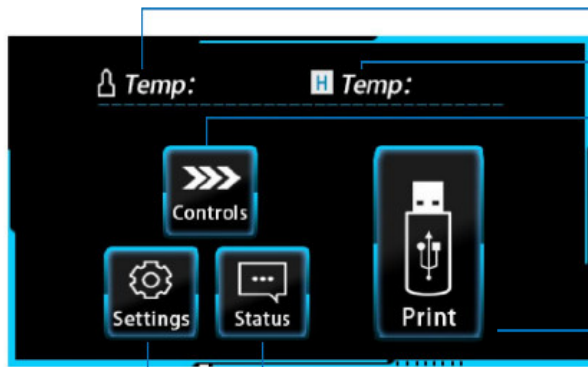 Temp:
H Temp:
Controls
Settings
Status
Print